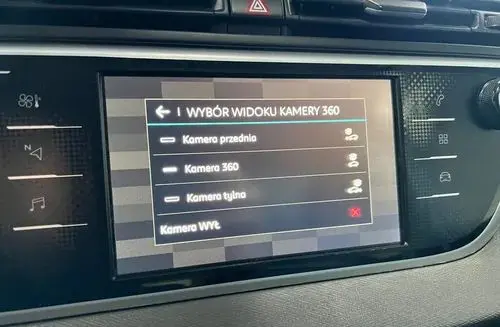 WYBÓR WIDOKU KAMERY 360
Kamera przednia
Kamera 360
Kamera tylna
Kamera WYŁ
N